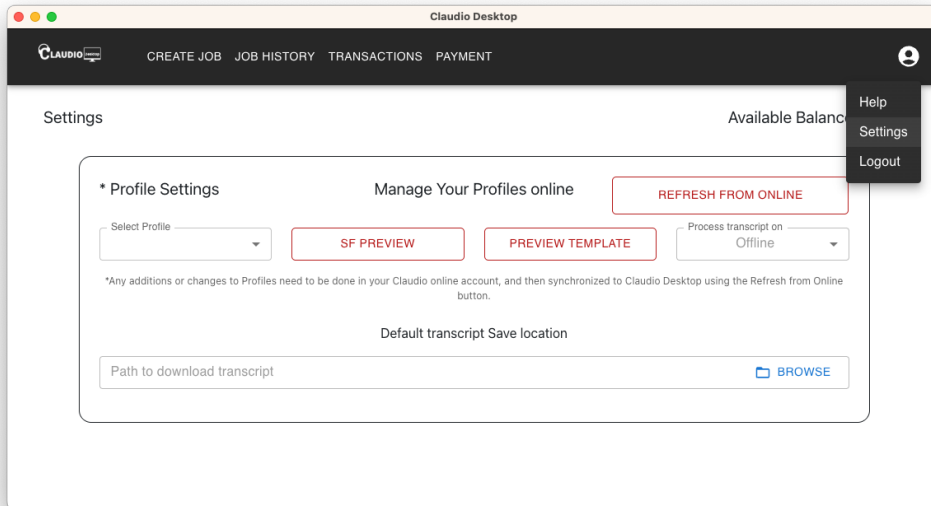 Claudio Desktop
CLAUDIO
CREATE JOB JOB HISTORY TRANSACTIONS PAYMENT
Help
Settings
Logout
Settings
Available Balanc
* Profile Settings
Manage Your Profiles online
REFRESH FROM ONLINE
Select Profile
SF PREVIEW
PREVIEW TEMPLATE
Process transcript on
Offline
*Any additions or changes to Profiles need to be done in your Claudio online account, and then synchronized to Claudio Desktop using the Refresh from Online
button.
Default transcript Save location
Path to download transcript
BROWSE